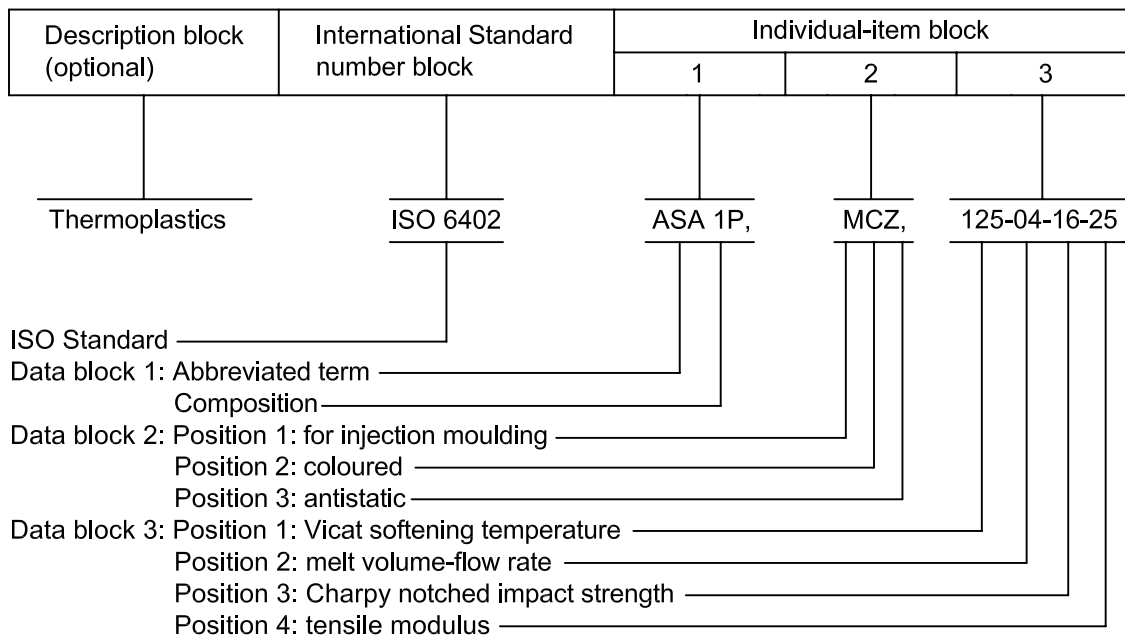 Description block
(optional)
International Standard
number block
Individual-item block
1
2
3
Thermoplastics
ISO 6402
ASA 1P,
MCZ,
125-04-16-25
ISO Standard
Data block 1: Abbreviated term
Composition
Data block 2: Position 1: for injection moulding
Position 2: coloured
Position 3: antistatic
Data block 3: Position 1: Vicat softening temperature
Position 2: melt volume-flow rate
Position 3: Charpy notched impact strength
Position 4: tensile modulus